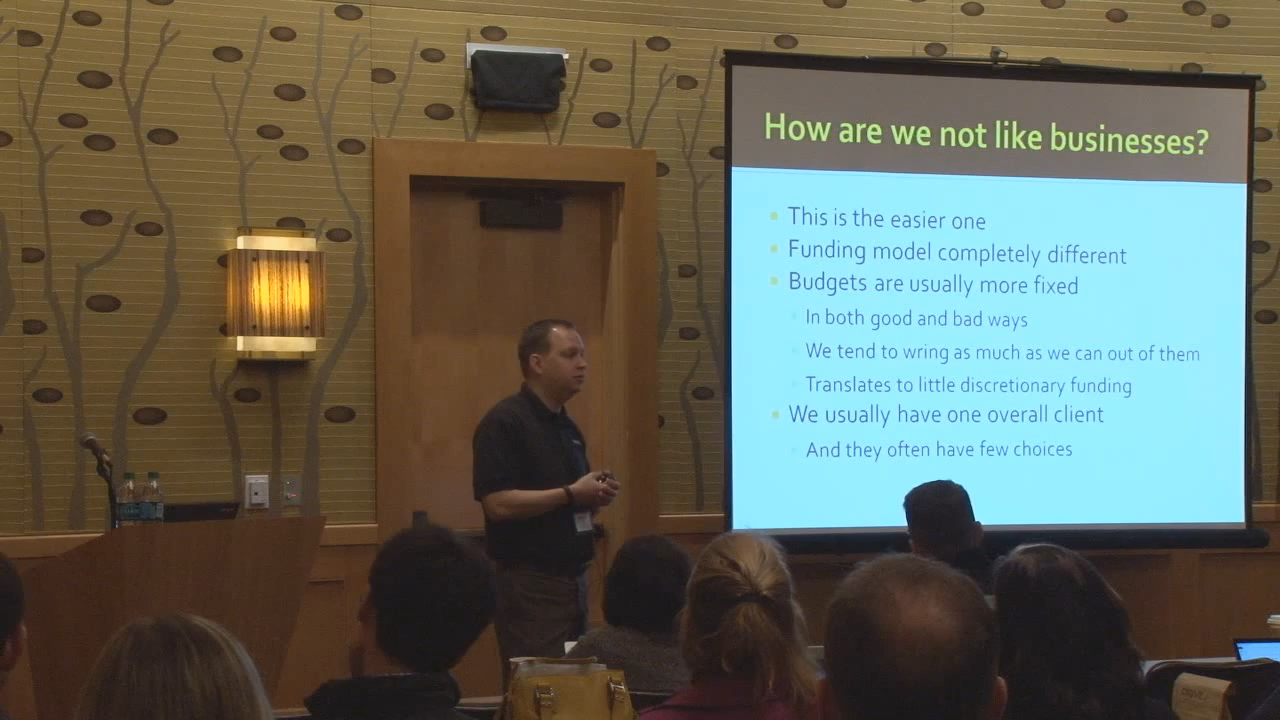 How are we not like businesses?
This is the easier one
Funding model completely different
Budgets are usually more fixed
In both good and bad ways
We tend to wring as much as we can out of them
Translates to little discretionary funding
We usually have one overall client
And they often have few choices